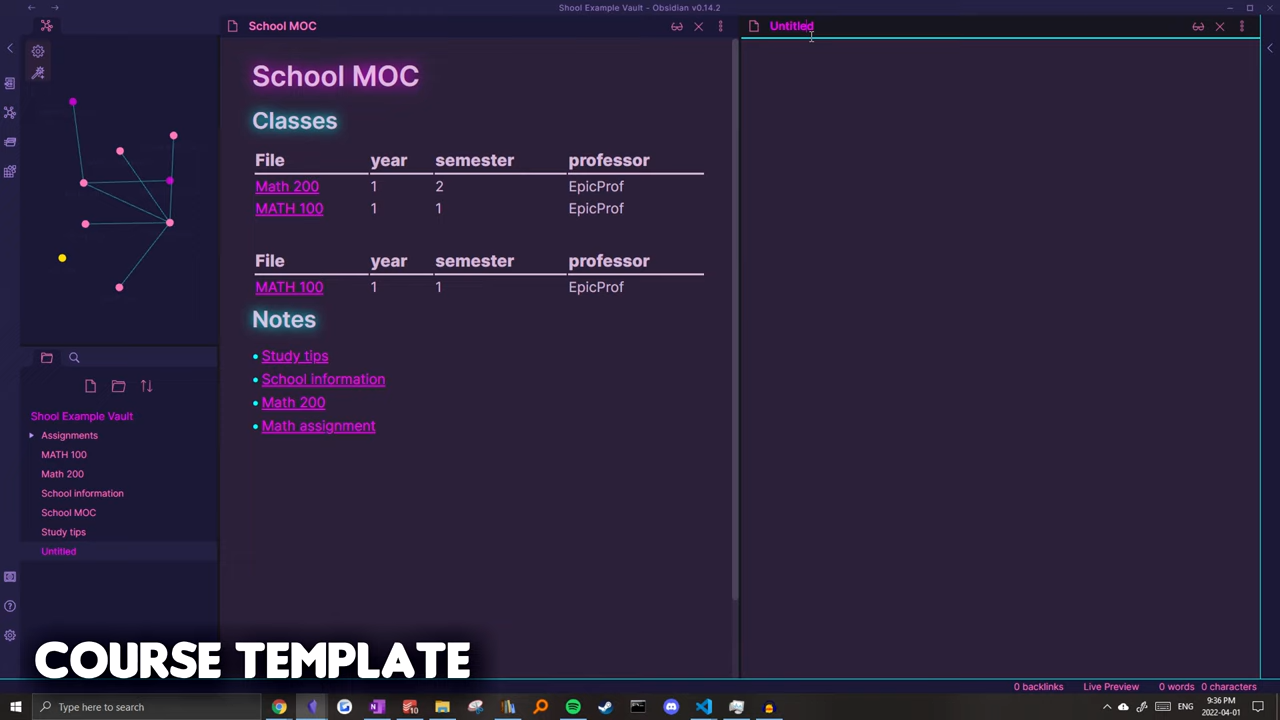 Shool Example Vault - Obsidian v0.14.2
School MOC
Untitled
School MOC
Classes
File year semester professor
Math 200 1 2 EpicProf
MATH 100 1 1 EpicProf
File year semester professor
MATH 100 1 1 EpicProf
Notes
• Study tips
• School information
• Math 200
• Math assignment
Shool Example Vault
Assignments
MATH 100
Math 200
School information
School MOC
Study tips
Untitled
COURSE TEMPLATE
0 backlinks Live Preview 0 words 0 characters
Type here to search
10
ENG
9:36 PM
2022-04-01